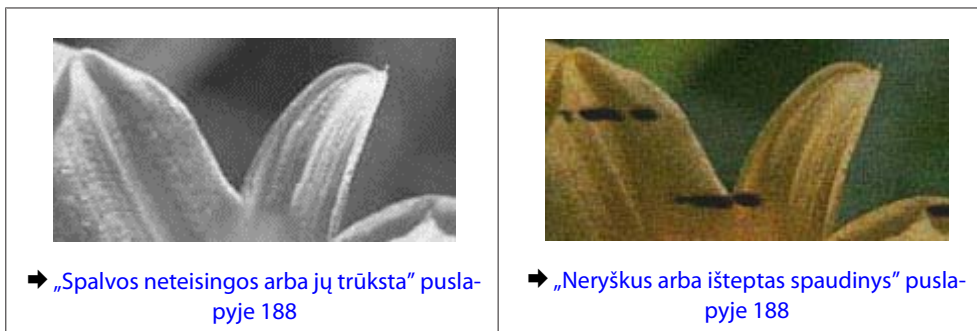 ➡ „Spalvos neteisingos arba jų trūksta” pusla-
pyje 188
➡ „Neryškus arba išteptas spaudinys” pusla-
pyje 188